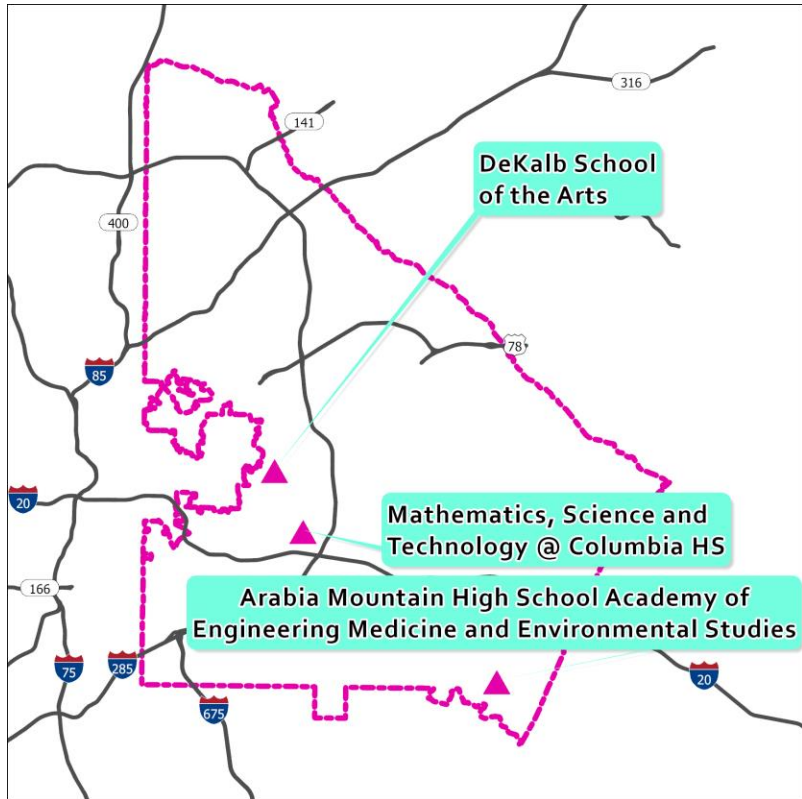 316
141
DeKalb School
of the Arts
400
78
85
20
Mathematics, Science and
Technology @ Columbia HS
166
Arabia Mountain High School Academy of
Engineering Medicine and Environmental Studies
75
285
20
675